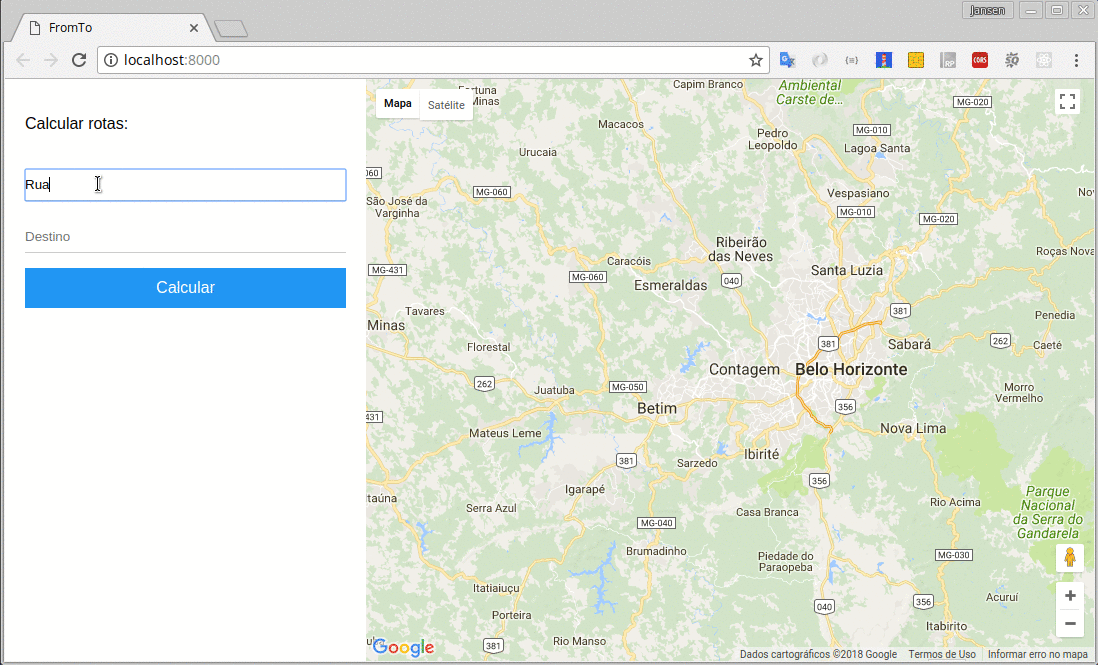 Jansen
FromTo
localhost:8000
RP
CORS
Calcular rotas:
Rua
Destino
Calcular
Mapa
Satélite
Fortuna
de Minas
Capim Branco
Ambiental
Carste de...
MG-020
Macacos
MG-010
Pedro
Leopoldo
Lagoa Santa
Urucaia
060
MG-060
Vespasiano
São José da
Varginha
MG-010
MG-020
Ribeirão
das Neves
Roças Nova
Caracóis
MG-431
MG-060
Santa Luzia
040
Esmeraldas
Tavares
381
Penedia
Minas
381
262
Sabará
Caeté
Florestal
Contagem
Belo Horizonte
262
Juatuba
MG-050
Morro
Vermelho
Betim
356
431
Mateus Leme
Nova Lima
Ibirité
381
Sarzedo
356
Igarapé
Itaúna
Parque
Nacional
da Serra do
Gandarela
Serra Azul
Rio Acima
Casa Branca
MG-040
Brumadinho
Piedade do
Paraopeba
MG-030
Itatiaiuçu
Acuruí
040
356
Porteira
Itabirito
Rio Manso
381
Google
Dados cartográficos ©2018 Google
Termos de Uso
Informar erro no mapa